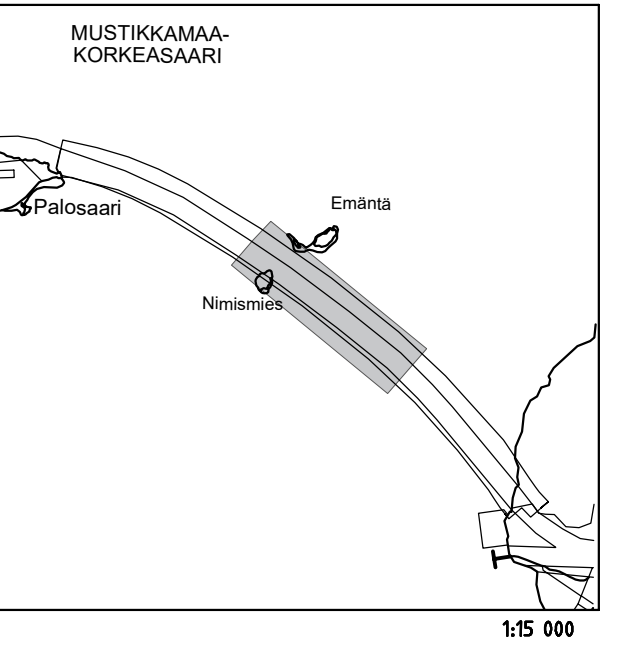 MUSTIKKAMAA-
KORKEASAARI
Emäntä
Palosaari
Nimismies
1:15 000